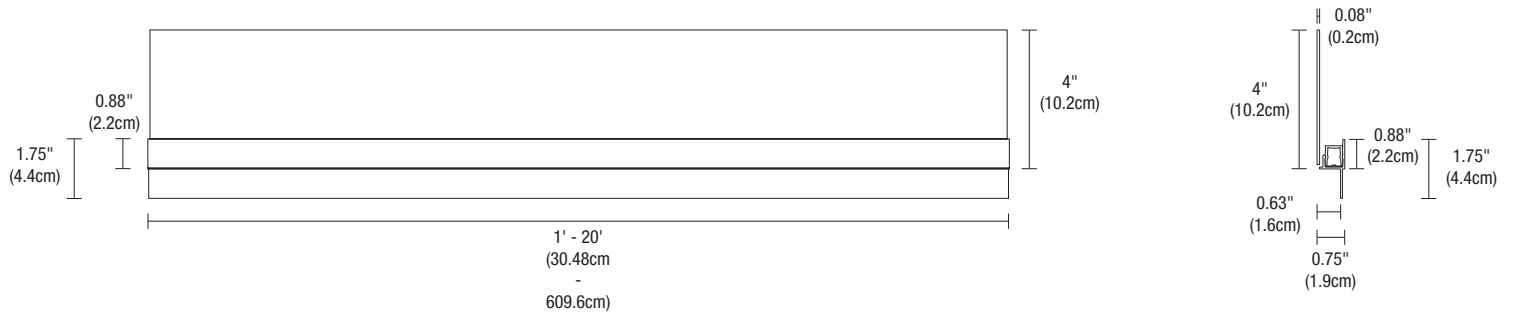 0.88"
(2.2cm)
1.75"
(4.4cm)
4"
(10.2cm)
1' - 20'
(30.48cm
-
609.6cm)
0.08"
(0.2cm)
4"
(10.2cm)
0.88"
(2.2cm)
1.75"
(4.4cm)
0.63"
(1.6cm)
0.75"
(1.9cm)